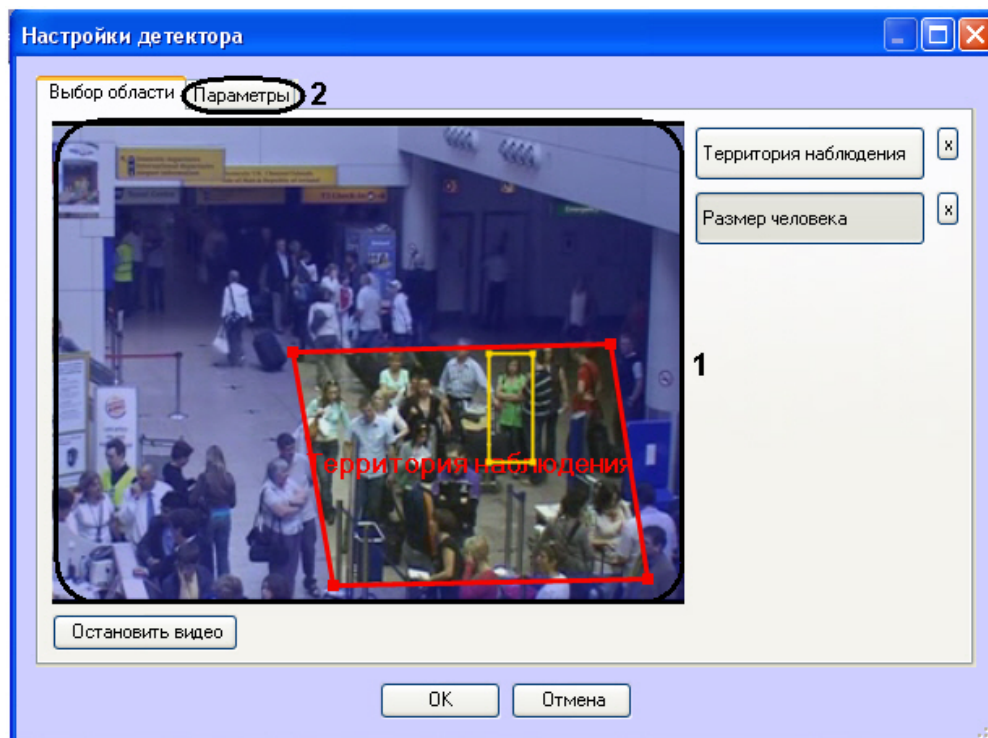 Настройки детектора
Выбор области
Параметры 2
Территория наблюдения
x
Размер человека
x
1
Территория наблюдения
Остановить видео
OK
Отмена